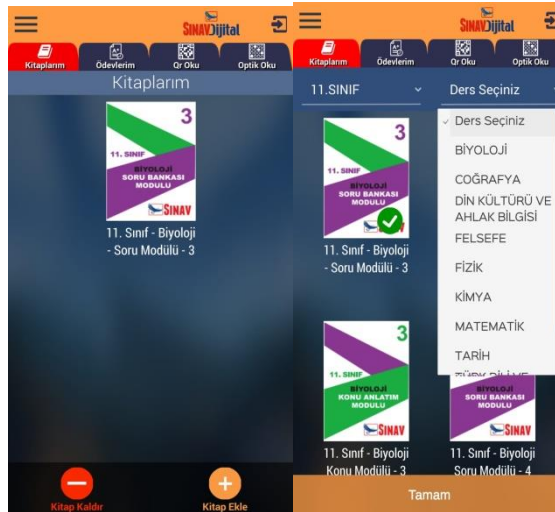 SINAVDijital
Kitaplarım
Ödevlerim
Qr Oku
Optik Oku
Kitaplarım
3
11. SINIF
BİYOLOJİ
SORU BANKASI
MODULU
SINAV
11. Sınıf - Biyoloji
- Soru Modülü - 3
Kitap Kaldır
Kitap Ekle
SINAVDijital
Kitaplarım
Ödevlerim
Qr Oku
Optik Oku
11.SINIF
Ders Seçiniz
3
11. SINIF
BİYOLOJİ
SORU BANKASI
MODULU
SINAV
11. Sınıf - Biyoloji
- Soru Modülü - 3
Ders Seçiniz
BİYOLOJİ
COĞRAFYA
DİN KÜLTÜRÜ VE
AHLAK BİLGİSİ
FELSEFE
FİZİK
KİMYA
MATEMATİK
TARİH
TÜRK DİLİ VE
3
11. SINIF
BİYOLOJİ
KONU ANLATIM
MODULU
SINAV
11. Sınıf - Biyoloji
Konu Modülü - 3
BİYOLOJİ
SORU BANKASI
MODULU
SINAV
11. Sınıf - Biyoloji
Soru Modülü - 4
Tamam